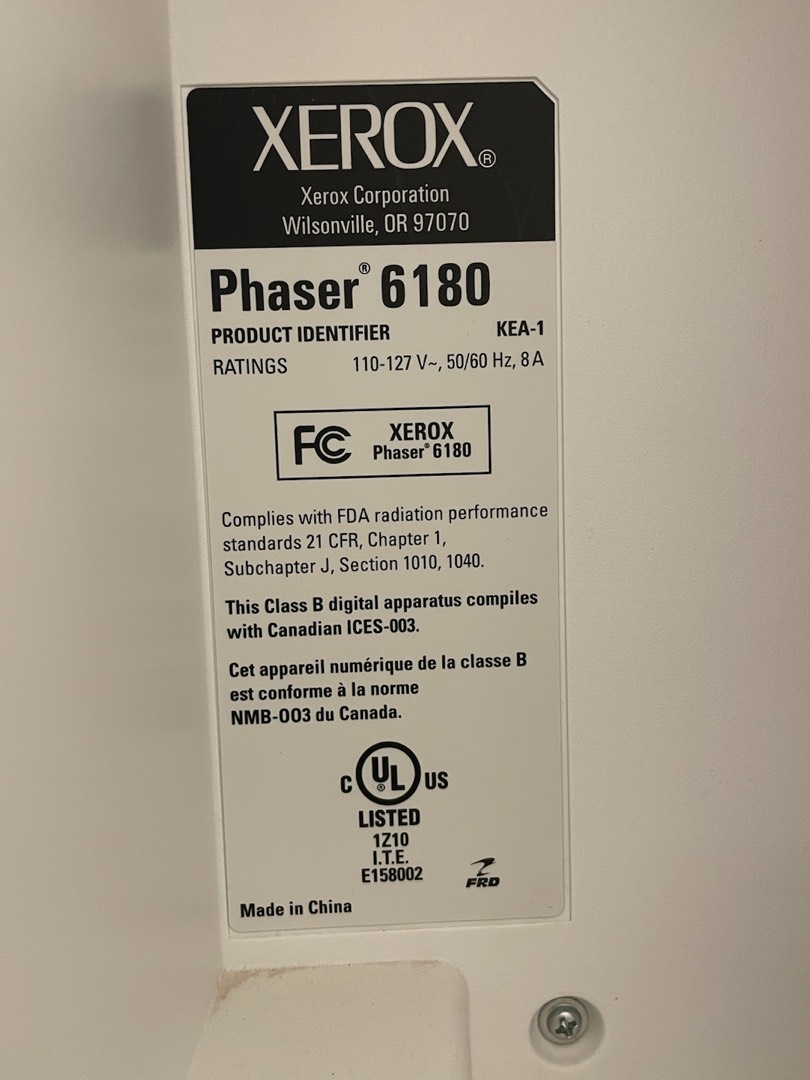 XEROX®
Xerox Corporation
Wilsonville, OR 97070
Phaser® 6180
PRODUCT IDENTIFIER KEA-1
RATINGS 110-127 V~, 50/60 Hz, 8 A
FC XEROX
Phaser® 6180
Complies with FDA radiation performance
standards 21 CFR, Chapter 1,
Subchapter J, Section 1010, 1040.
This Class B digital apparatus compiles
with Canadian ICES-003.
Cet appareil numérique de la classe B
est conforme à la norme
NMB-003 du Canada.
C UL® US
LISTED
1Z10
I.T.E.
E158002
FRD
Made in China